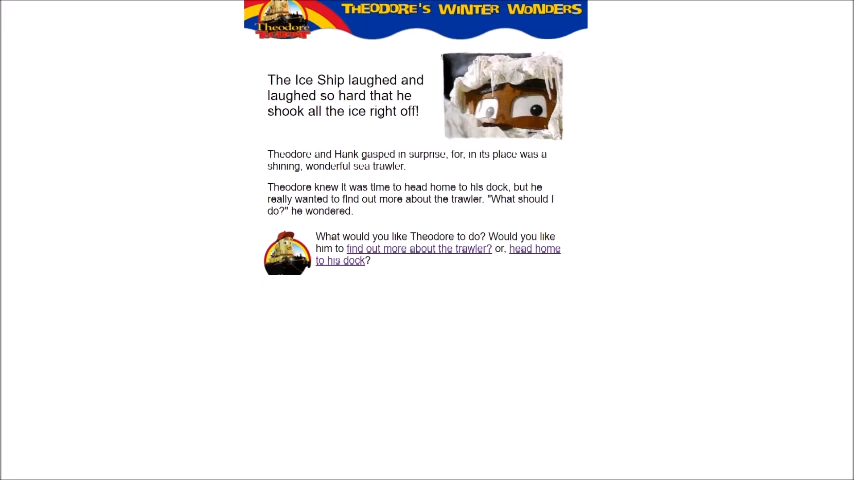 THEODORE'S WINTER WONDERS
Theodore
The Ice Ship laughed and
laughed so hard that he
shook all the ice right off!
Theodore and Hank gasped in surprise, for, in its place was a
shining, wonderful sea trawler.
Theodore knew it was time to head home to his dock, but he
really wanted to find out more about the trawler. "What should I
do?" he wondered.
What would you like Theodore to do? Would you like
him to find out more about the trawler? or, head home
to his dock?